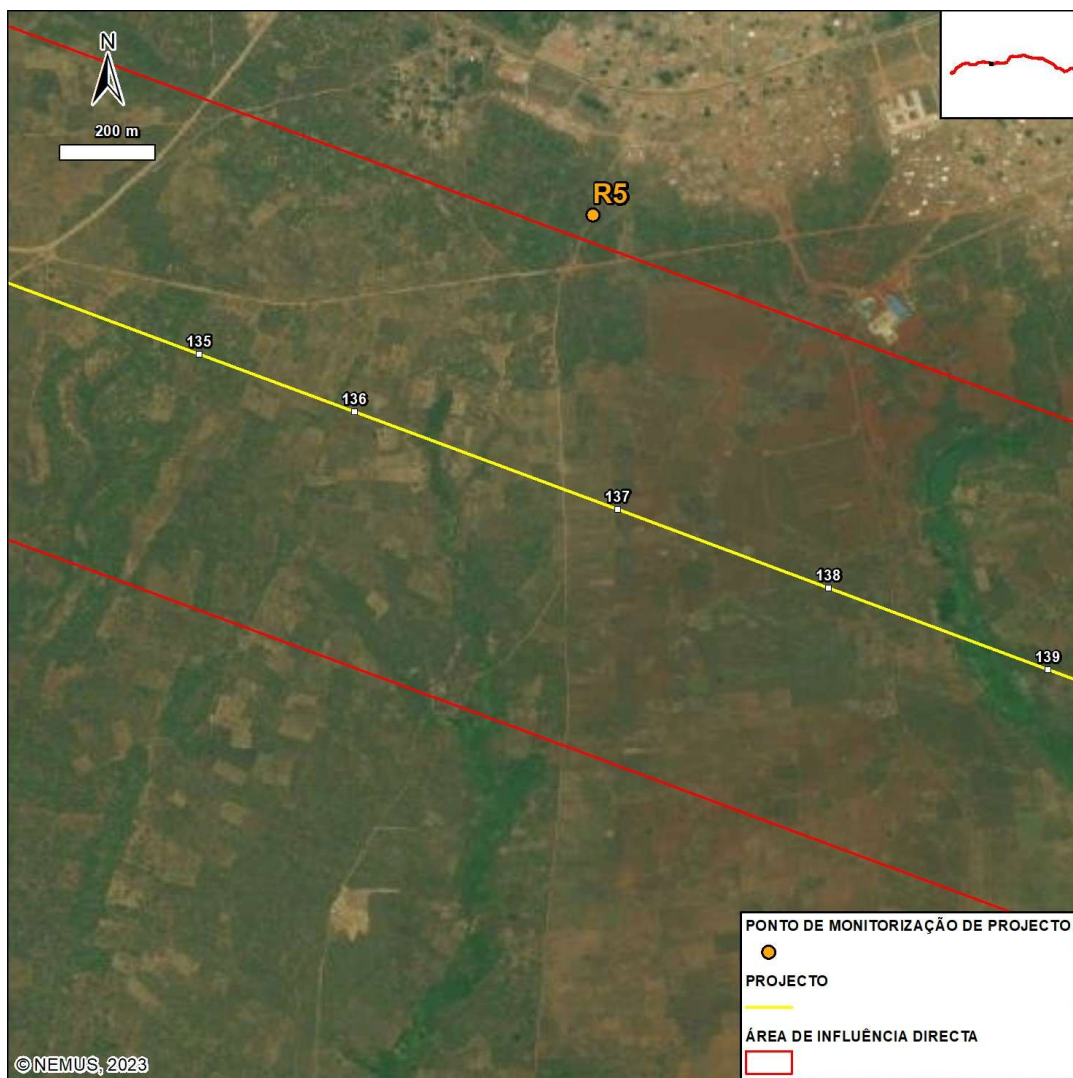 N
200 m
R5
135
136
137
138
139
PONTO DE MONITORIZAÇÃO DE PROJECTO
PROJECTO
ÁREA DE INFLUÊNCIA DIRECTA
© NEMUS, 2023